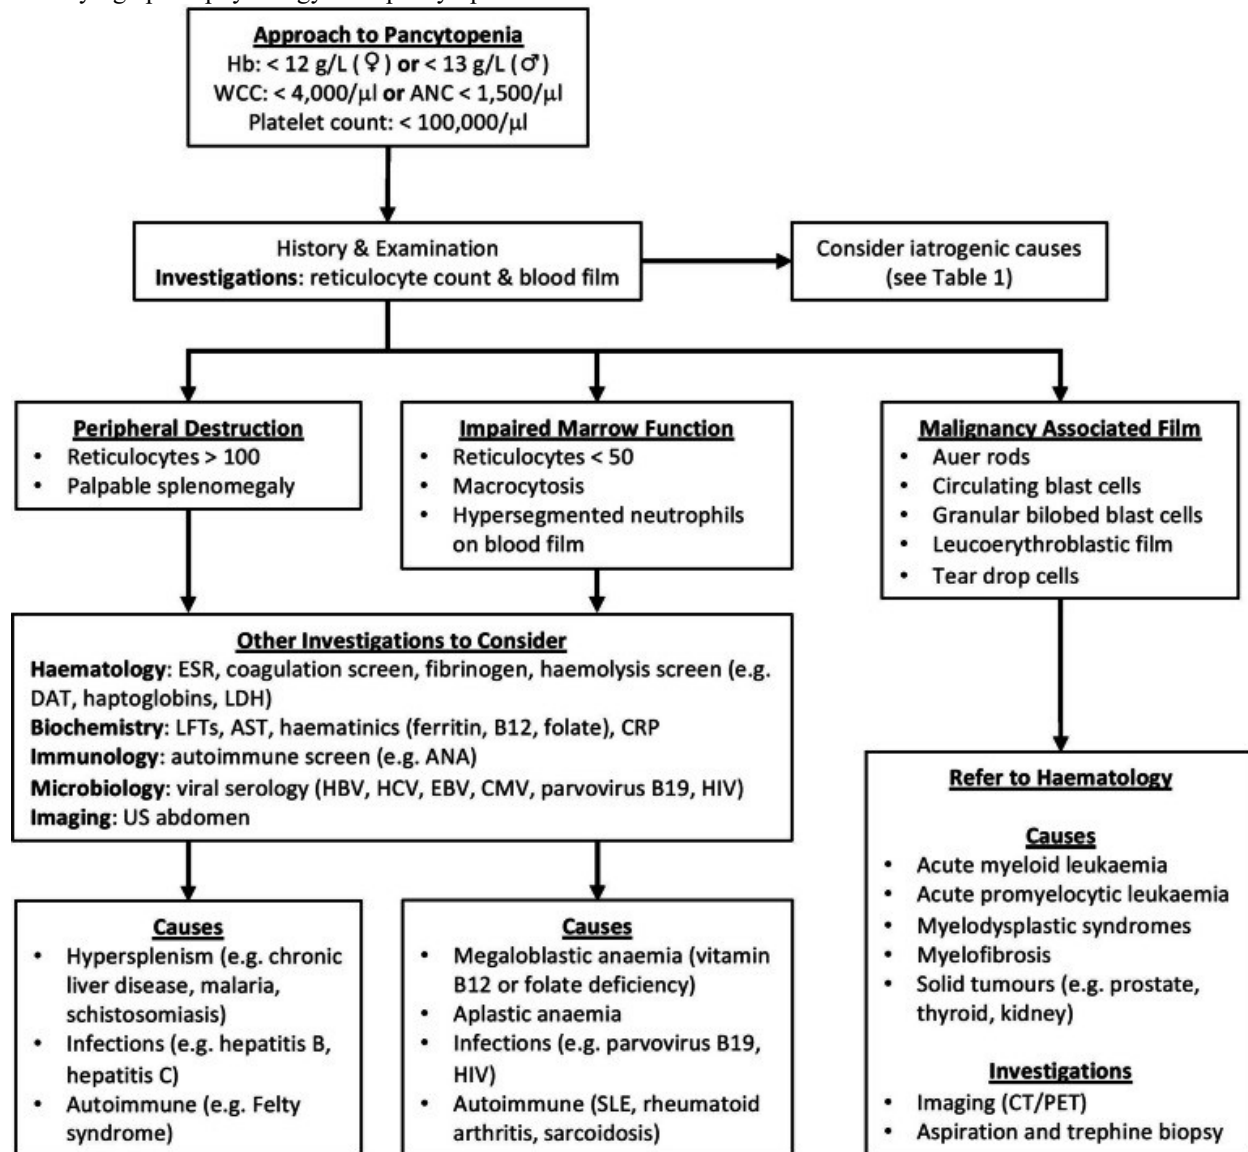 Approach to Pancytopenia
Hb: < 12 g/L (♀) or < 13 g/L (♂)
WCC: < 4,000/µl or ANC < 1,500/µl
Platelet count: < 100,000/µl
History & Examination
Investigations: reticulocyte count & blood film
Consider iatrogenic causes
(see Table 1)
Peripheral Destruction
• Reticulocytes > 100
• Palpable splenomegaly
Impaired Marrow Function
• Reticulocytes < 50
• Macrocytosis
• Hypersegmented neutrophils
on blood film
Malignancy Associated Film
• Auer rods
• Circulating blast cells
• Granular bilobed blast cells
• Leucoerythroblastic film
• Tear drop cells
Other Investigations to Consider
Haematology: ESR, coagulation screen, fibrinogen, haemolysis screen (e.g.
DAT, haptoglobins, LDH)
Biochemistry: LFTs, AST, haematinics (ferritin, B12, folate), CRP
Immunology: autoimmune screen (e.g. ANA)
Microbiology: viral serology (HBV, HCV, EBV, CMV, parvovirus B19, HIV)
Imaging: US abdomen
Causes
• Hypersplenism (e.g. chronic
liver disease, malaria,
schistosomiasis)
• Infections (e.g. hepatitis B,
hepatitis C)
• Autoimmune (e.g. Felty
syndrome)
Causes
• Megaloblastic anaemia (vitamin
B12 or folate deficiency)
• Aplastic anaemia
• Infections (e.g. parvovirus B19,
HIV)
• Autoimmune (SLE, rheumatoid
arthritis, sarcoidosis)
Refer to Haematology
Causes
• Acute myeloid leukaemia
• Acute promyelocytic leukaemia
• Myelodysplastic syndromes
• Myelofibrosis
• Solid tumours (e.g. prostate,
thyroid, kidney)
Investigations
• Imaging (CT/PET)
• Aspiration and trephine biopsy